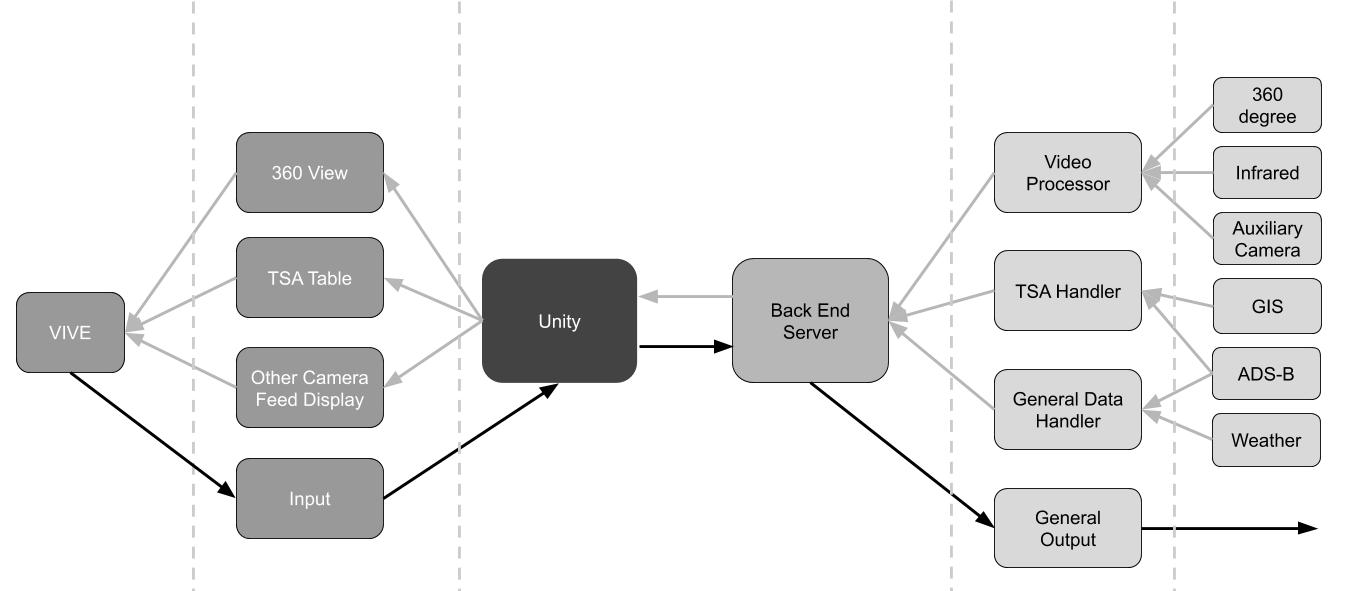 VIVE
360 View
TSA Table
Other Camera
Feed Display
Input
Unity
Back End
Server
Video
Processor
TSA Handler
General Data
Handler
General
Output
360
degree
Infrared
Auxiliary
Camera
GIS
ADS-B
Weather